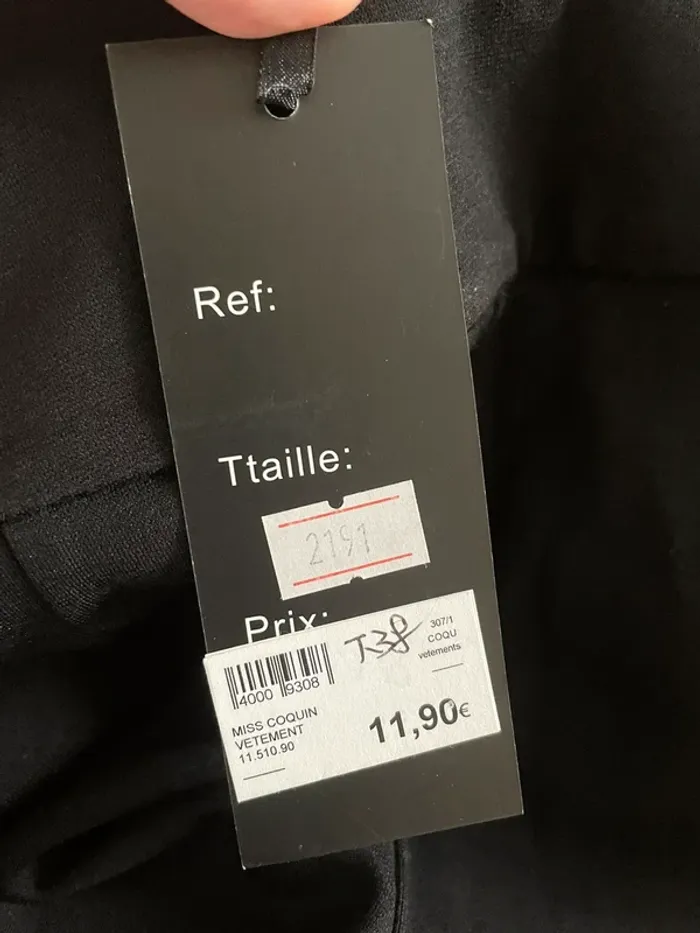 Ref:
Ttaille:
2191
Prix:
T38
307/1
COQU
vetements
4000 9308
MISS COQUIN
VETEMENT
11.510.90
11,90€